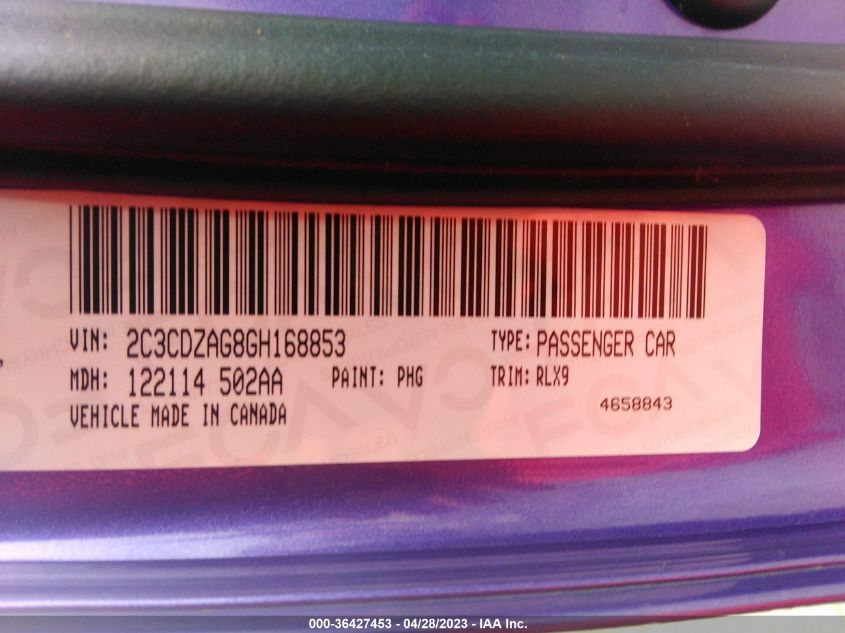 VIN: 2C3CDZAG8GH168853 TYPE: PASSENGER CAR
MDH: 122114 502AA PAINT: PHG TRIM: RLX9
4658843
VEHICLE MADE IN CANADA
000-36427453 - 04/28/2023 - IAA Inc.